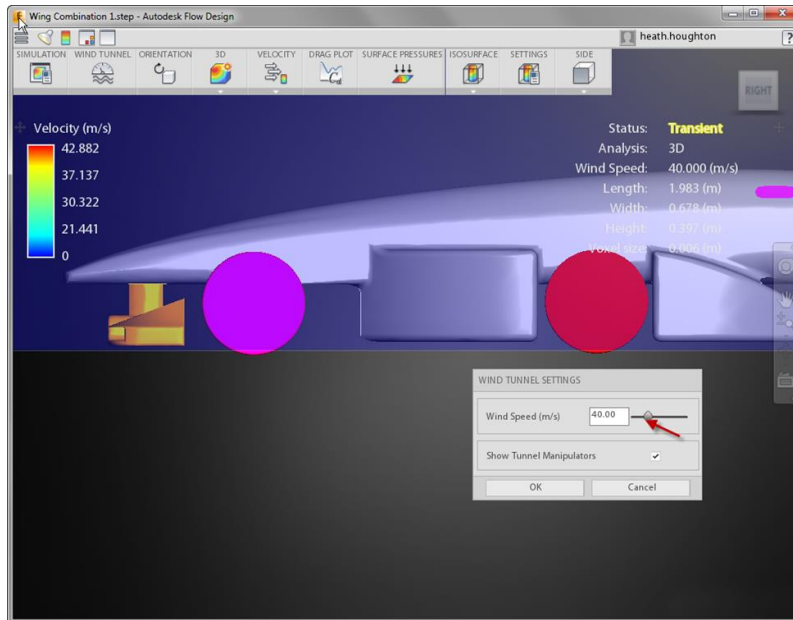 Wing Combination 1.step - Autodesk Flow Design
heath.houghton
?
SIMULATION WIND TUNNEL ORIENTATION 3D VELOCITY DRAG PLOT SURFACE PRESSURES ISOSURFACE SETTINGS SIDE
Cd
RIGHT
Velocity (m/s)
42.882
37.137
30.322
21.441
0
Status: Transient
Analysis: 3D
Wind Speed: 40.000 (m/s)
Length: 1.983 (m)
Width: 0.678 (m)
Height: 0.397 (m)
Voxel size: 0.006 (m)
WIND TUNNEL SETTINGS
Wind Speed (m/s) 40.00
Show Tunnel Manipulators
OK Cancel